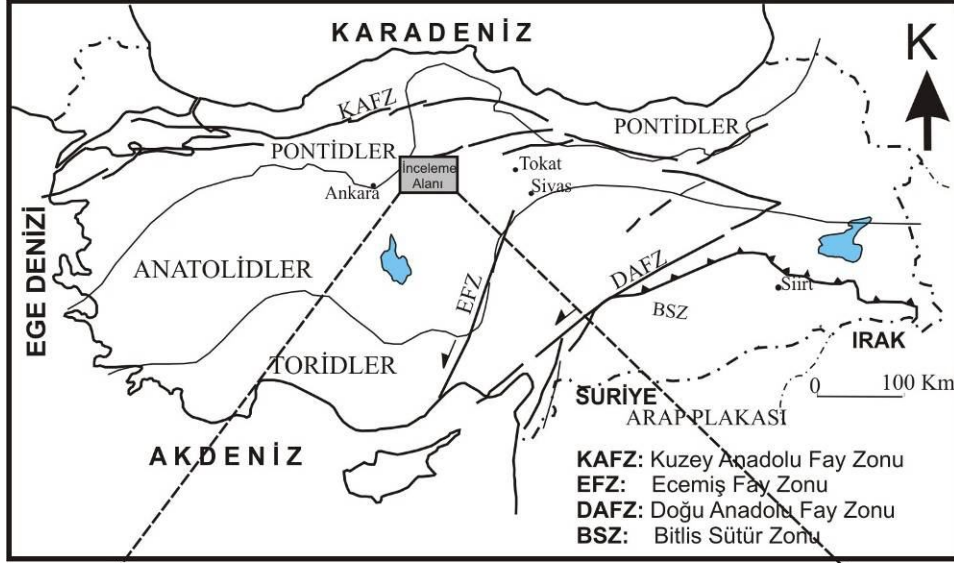 KARADENİZ
K
KAFZ
PONTİDLER
PONTİDLER
İnceleme
Alanı
Tokat
Ankara
Sivas
EGE DENİZİ
ANATOLİDLER
EFZ
DAFZ
Siirt
BSZ
IRAK
TORİDLER
0 100 Km
SURİYE
ARAP PLAKASI
AKDENİZ
KAFZ: Kuzey Anadolu Fay Zonu
EFZ: Ecemiş Fay Zonu
DAFZ: Doğu Anadolu Fay Zonu
BSZ: Bitlis Sütür Zonu